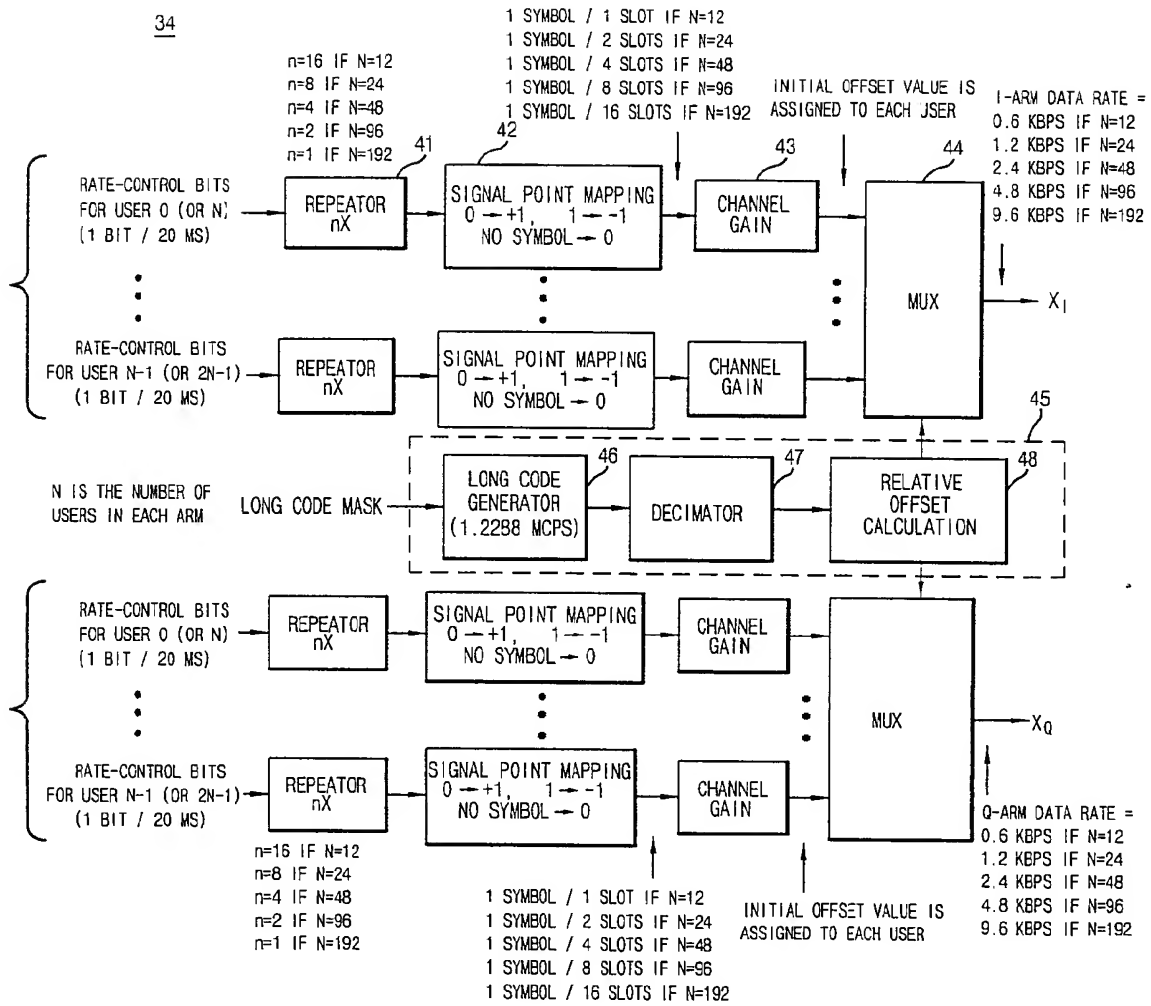 34
n=16 IF N=12
n=8 IF N=24
n=4 IF N=48
n=2 IF N=96
n=1 IF N=192
1 SYMBOL / 1 SLOT IF N=12
1 SYMBOL / 2 SLOTS IF N=24
1 SYMBOL / 4 SLOTS IF N=48
1 SYMBOL / 8 SLOTS IF N=96
1 SYMBOL / 16 SLOTS IF N=192
INITIAL OFFSET VALUE IS
ASSIGNED TO EACH USER
I-ARM DATA RATE =
0.6 KBPS IF N=12
1.2 KBPS IF N=24
2.4 KBPS IF N=48
4.8 KBPS IF N=96
9.6 KBPS IF N=192
RATE-CONTROL BITS
FOR USER 0 (OR N)
(1 BIT / 20 MS)
41
REPEATOR
nX
42
SIGNAL POINT MAPPING
0 → +1, 1 → -1
NO SYMBOL → 0
43
CHANNEL
GAIN
44
MUX
X_I
RATE-CONTROL BITS
FOR USER N-1 (OR 2N-1)
(1 BIT / 20 MS)
REPEATOR
nX
SIGNAL POINT MAPPING
0 → +1, 1 → -1
NO SYMBOL → 0
CHANNEL
GAIN
45
N IS THE NUMBER OF
USERS IN EACH ARM
LONG CODE MASK
46
LONG CODE
GENERATOR
(1.2288 MCPS)
47
DECIMATOR
48
RELATIVE
OFFSET
CALCULATION
RATE-CONTROL BITS
FOR USER 0 (OR N)
(1 BIT / 20 MS)
REPEATOR
nX
SIGNAL POINT MAPPING
0 → +1, 1 → -1
NO SYMBOL → 0
CHANNEL
GAIN
MUX
X_Q
RATE-CONTROL BITS
FOR USER N-1 (OR 2N-1)
(1 BIT / 20 MS)
REPEATOR
nX
SIGNAL POINT MAPPING
0 → +1, 1 → -1
NO SYMBOL → 0
CHANNEL
GAIN
n=16 IF N=12
n=8 IF N=24
n=4 IF N=48
n=2 IF N=96
n=1 IF N=192
1 SYMBOL / 1 SLOT IF N=12
1 SYMBOL / 2 SLOTS IF N=24
1 SYMBOL / 4 SLOTS IF N=48
1 SYMBOL / 8 SLOTS IF N=96
1 SYMBOL / 16 SLOTS IF N=192
INITIAL OFFSET VALUE IS
ASSIGNED TO EACH USER
Q-ARM DATA RATE =
0.6 KBPS IF N=12
1.2 KBPS IF N=24
2.4 KBPS IF N=48
4.8 KBPS IF N=96
9.6 KBPS IF N=192